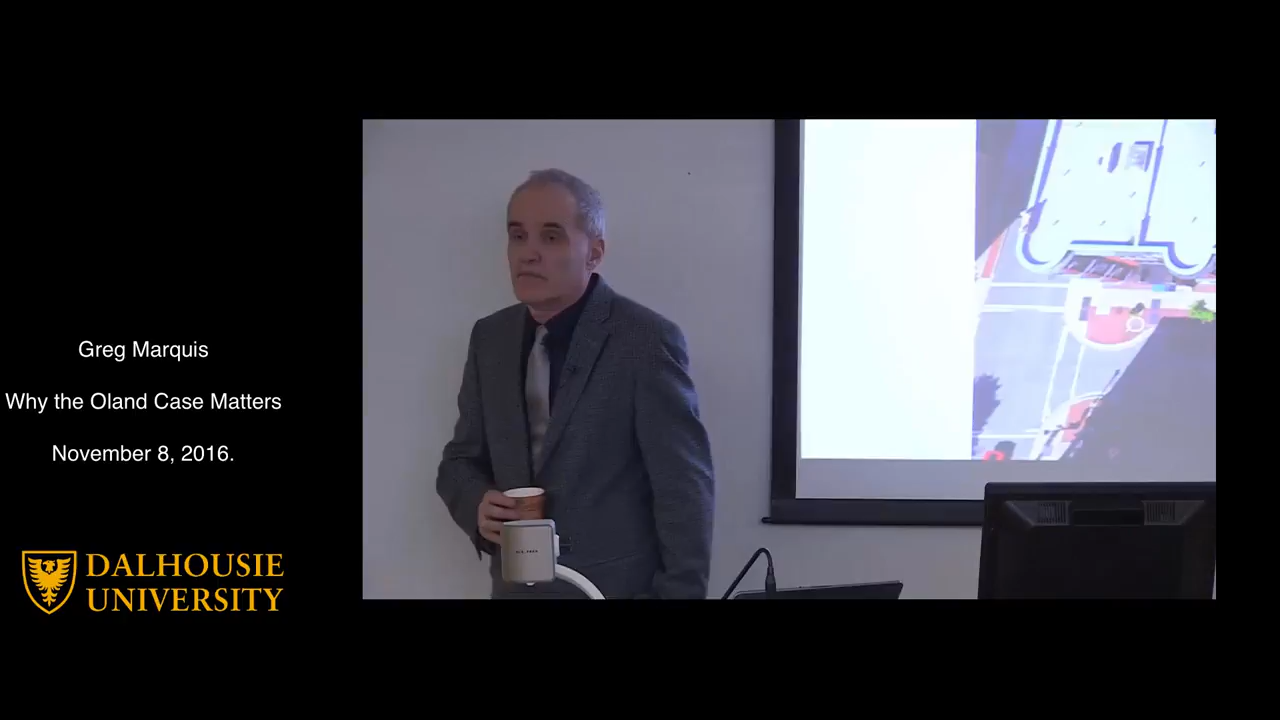 Greg Marquis
Why the Oland Case Matters
November 8, 2016.
DALHOUSIE
UNIVERSITY